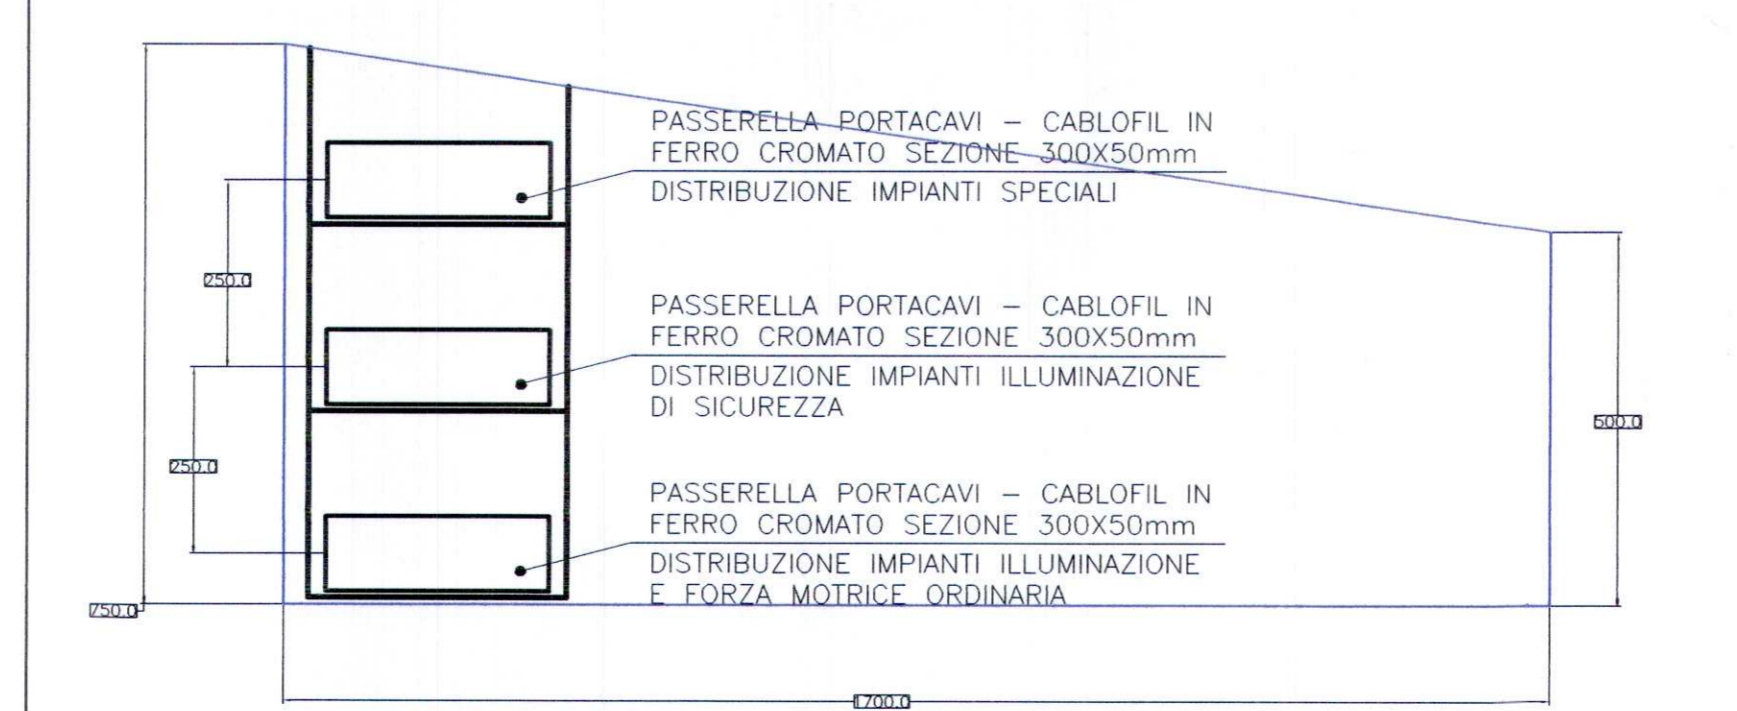 PASSERELLA PORTACAVI – CABLOFIL IN
FERRO CROMATO SEZIONE 300X50mm
DISTRIBUZIONE IMPIANTI SPECIALI
250.0
PASSERELLA PORTACAVI – CABLOFIL IN
FERRO CROMATO SEZIONE 300X50mm
DISTRIBUZIONE IMPIANTI ILLUMINAZIONE
DI SICUREZZA
500.0
250.0
PASSERELLA PORTACAVI – CABLOFIL IN
FERRO CROMATO SEZIONE 300X50mm
DISTRIBUZIONE IMPIANTI ILLUMINAZIONE
E FORZA MOTRICE ORDINARIA
750.0
1700.0